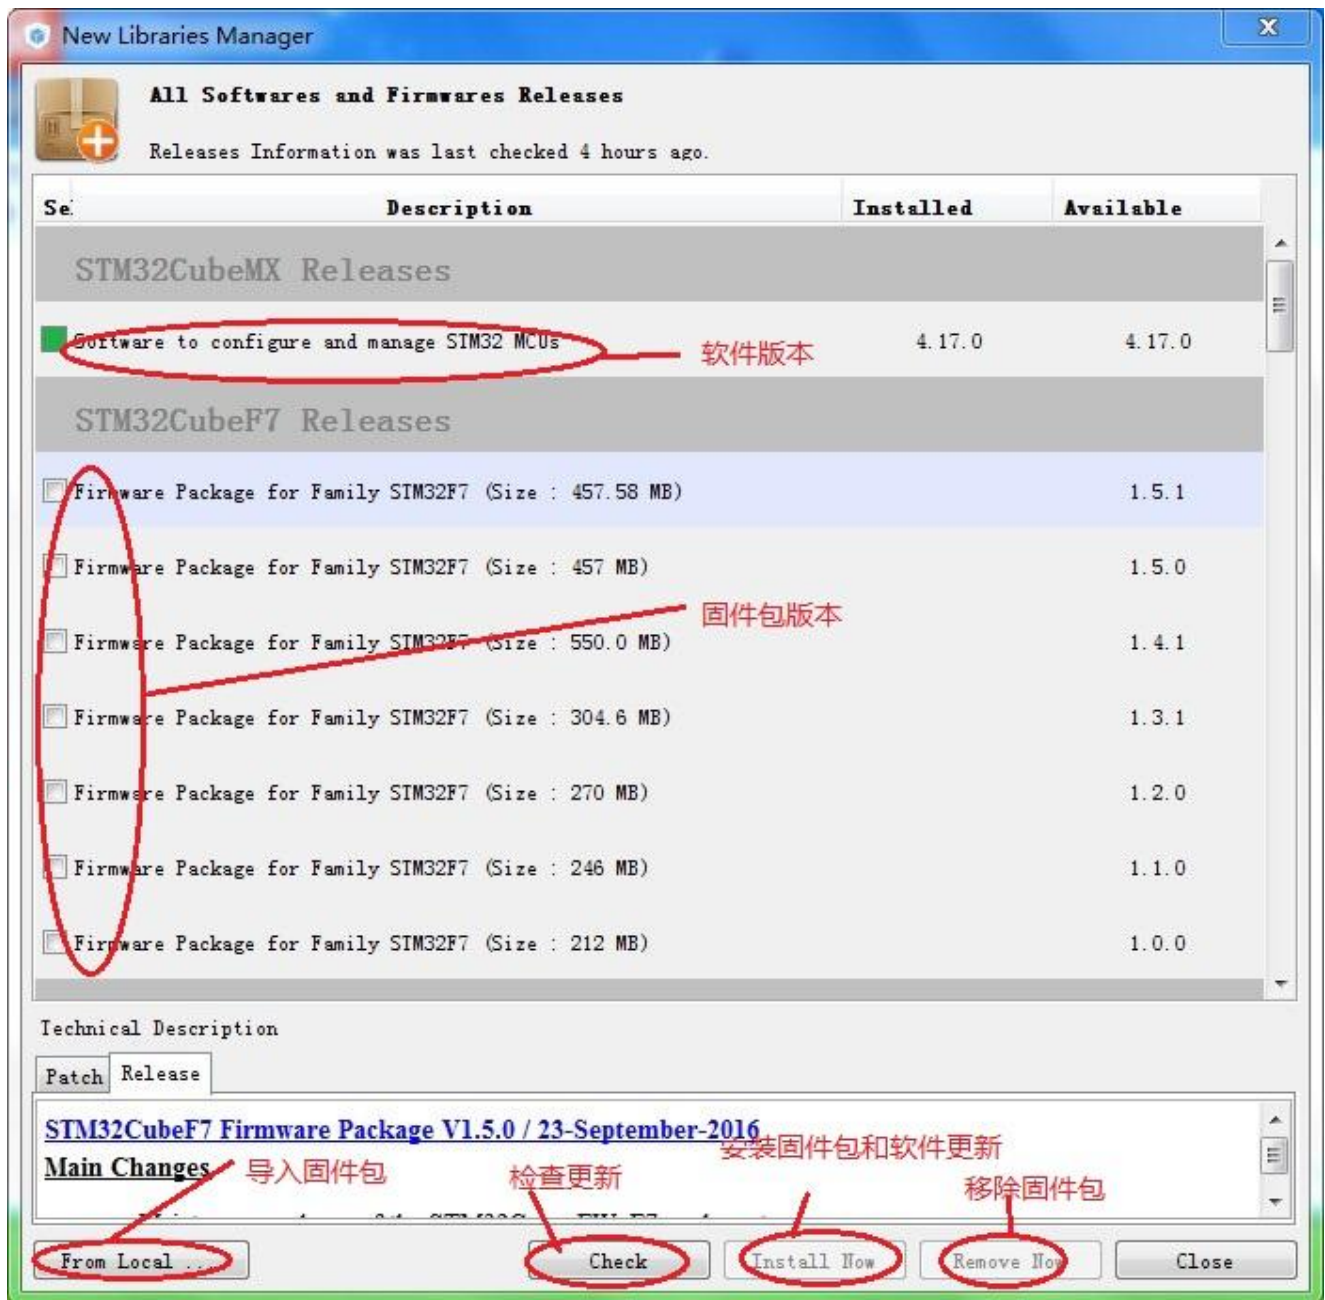 New Libraries Manager
All Softwares and Firmwares Releases
Releases Information was last checked 4 hours ago.
Se Description Installed Available
STM32CubeMX Releases
Software to configure and manage STM32 MCUs 4.17.0 4.17.0
软件版本
STM32CubeF7 Releases
Firmware Package for Family STM32F7 (Size : 457.58 MB) 1.5.1
Firmware Package for Family STM32F7 (Size : 457 MB) 1.5.0
固件包版本
Firmware Package for Family STM32F7 (Size : 550.0 MB) 1.4.1
Firmware Package for Family STM32F7 (Size : 304.6 MB) 1.3.1
Firmware Package for Family STM32F7 (Size : 270 MB) 1.2.0
Firmware Package for Family STM32F7 (Size : 246 MB) 1.1.0
Firmware Package for Family STM32F7 (Size : 212 MB) 1.0.0
Technical Description
Patch Release
STM32CubeF7 Firmware Package V1.5.0 / 23-September-2016
安装固件包和软件更新
Main Changes
导入固件包 检查更新 移除固件包
From Local ... Check Install Now Remove Now Close